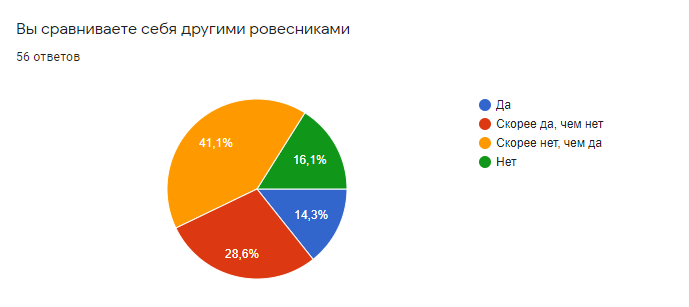 Вы сравниваете себя другими ровесниками
56 ответов
Да
Скорее да, чем нет
Скорее нет, чем да
Нет
41,1%
16,1%
14,3%
28,6%